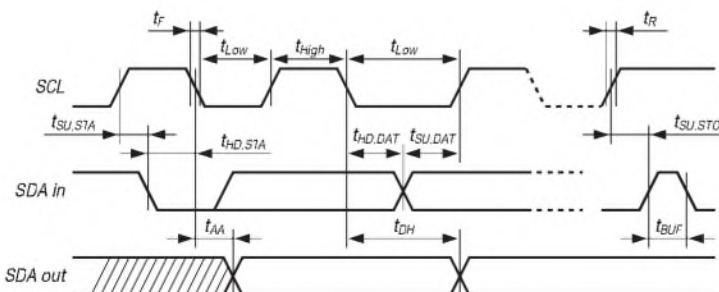 tF
tR
tLow
tHigh
tLow
SCL
tSU.STA
tHD.STA
tHD.DAT
tSU.DAT
tSU.STO
SDA in
tAA
tDH
tBUF
SDA out